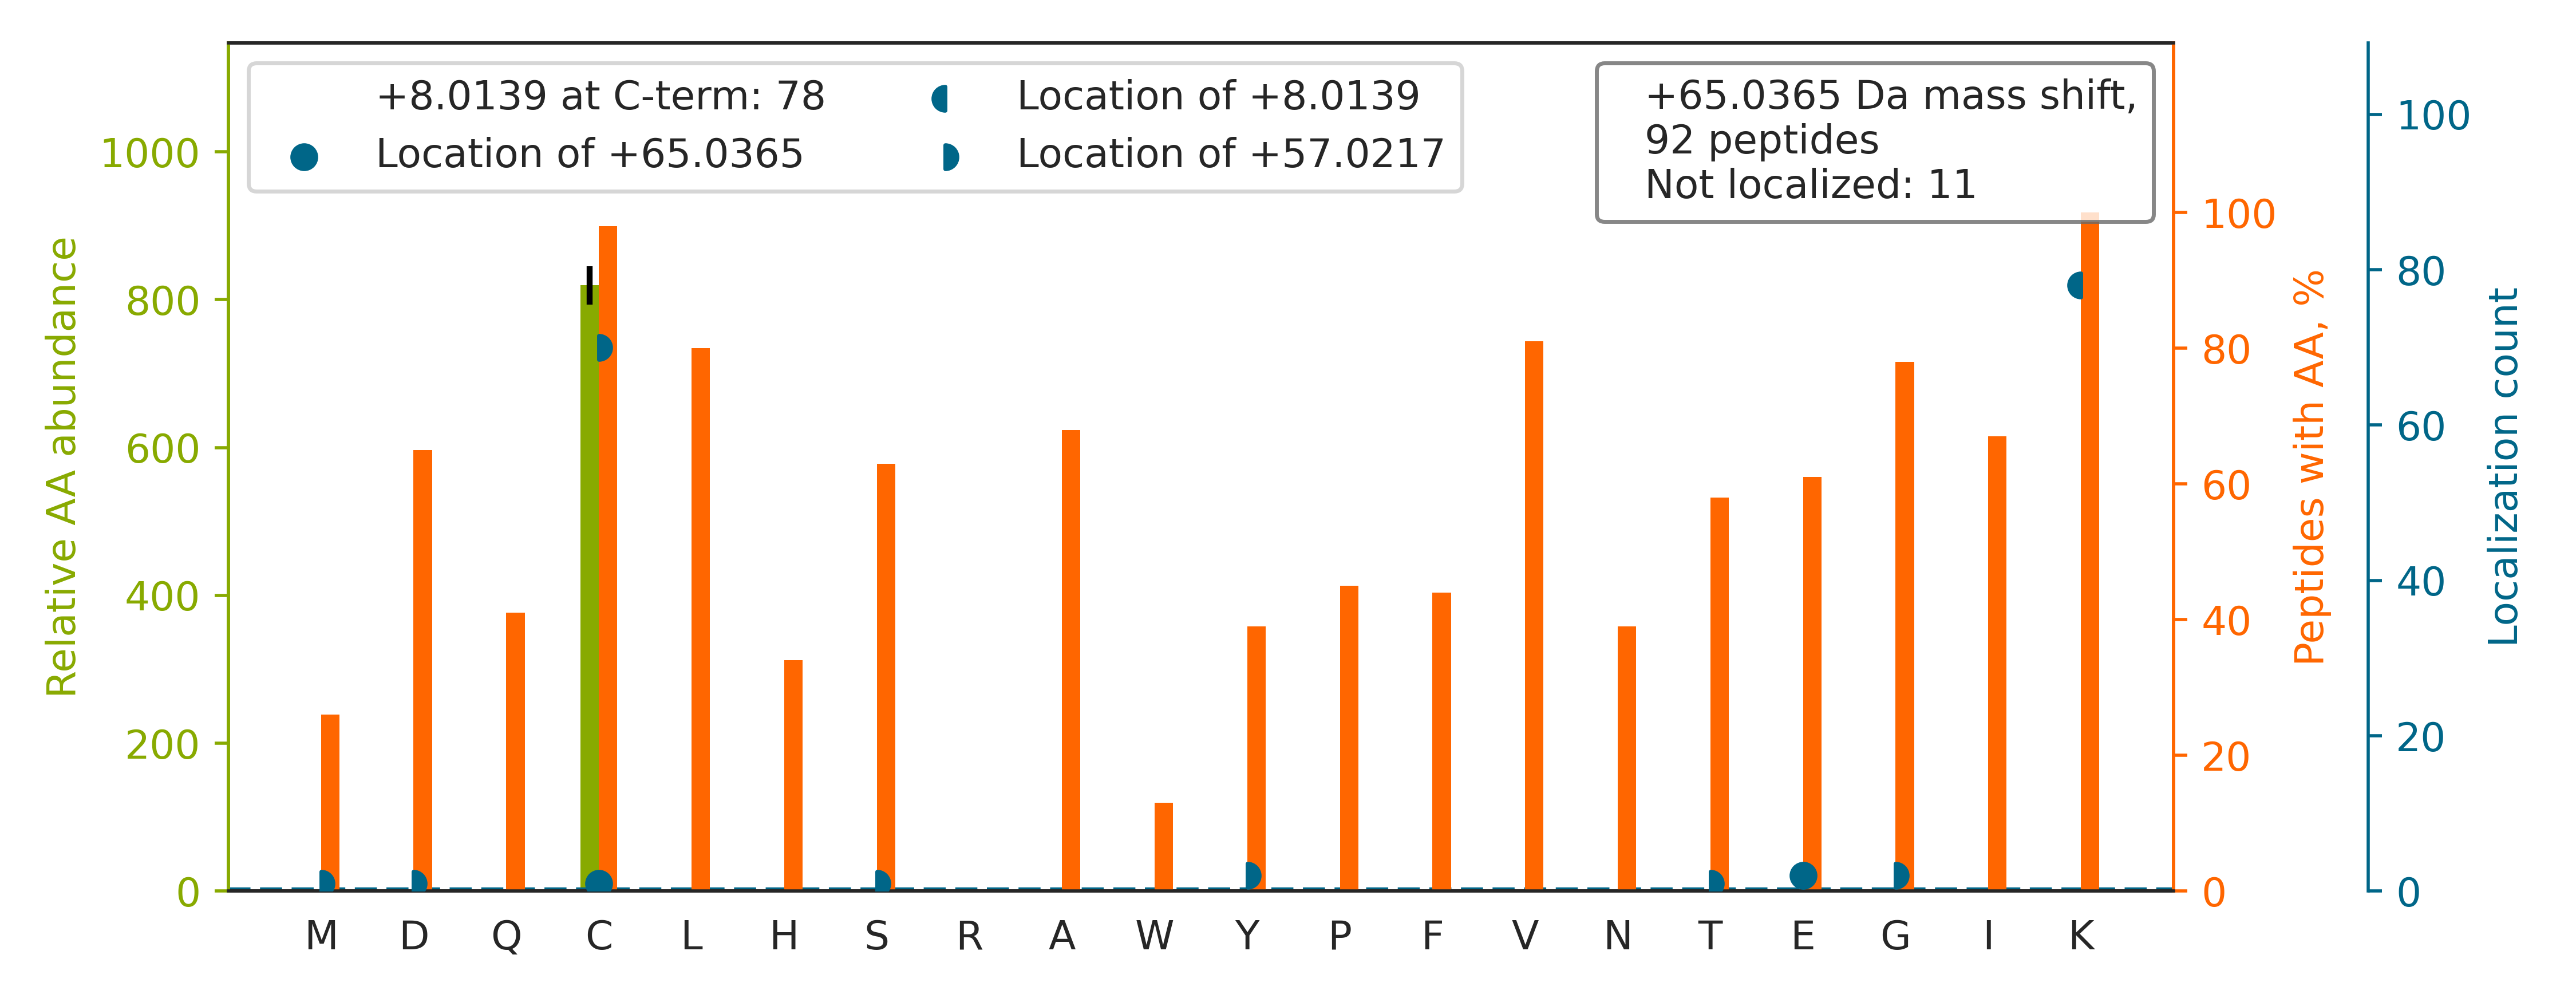 +8.0139 at C-term: 78
Location of +65.0365
Location of +8.0139
Location of +57.0217
+65.0365 Da mass shift,
92 peptides
Not localized: 11
Relative AA abundance
1000
800
600
400
200
0
M D Q C L H S R A W Y P F V N T E G I K
100
80
60
40
20
0
Peptides with AA, %
100
80
60
40
20
0
Localization count